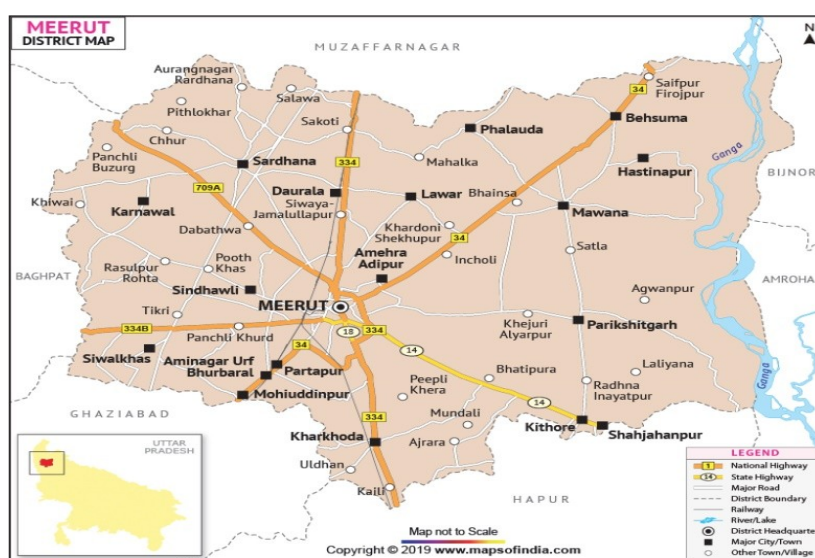 MEERUT
DISTRICT MAP
MUZAFFARNAGAR
N
Aurangnagar
Rardhana
Salawa
Saifpur
Firojpur
34
Pithlokhar
Sakoti
Behsuma
Chhur
Phalauda
Panchli
Buzurg
Sardhana
334
Mahalka
Hastinapur
Ganga
BIJNOR
709A
Daurala
Lawar
Bhainsa
Khiwai
Karnawal
Siwaya-
Jamalullapur
Mawana
Dabathwa
Khardoni
Shekhupur
34
Satla
Rasulpur
Rohta
Pooth
Khas
Amehra
Adipur
Incholi
BAGHPAT
AMROHA
Sindhawli
Agwanpur
Tikri
MEERUT
Khejuri
Alyarpur
Parikshitgarh
334B
Panchli Khurd
18
334
34
14
Siwalkhas
Aminagar Urf
Bhurbaral
Partapur
Bhatipura
Laliyana
Ganga
Mohiuddinpur
Peepli
Khera
Radhna
Inayatpur
14
GHAZIABAD
334
Mundali
Kithore
Shahjahanpur
Kharkhoda
Ajrara
UTTAR
PRADESH
Uldhan
Kaili
HAPUR
LEGEND
1 National Highway
14 State Highway
Major Road
District Boundary
Railway
River/Lake
District Headquarte
Major City/Town
Other Town/Village
Map not to Scale
Copyright © 2019 www.mapsofindia.com